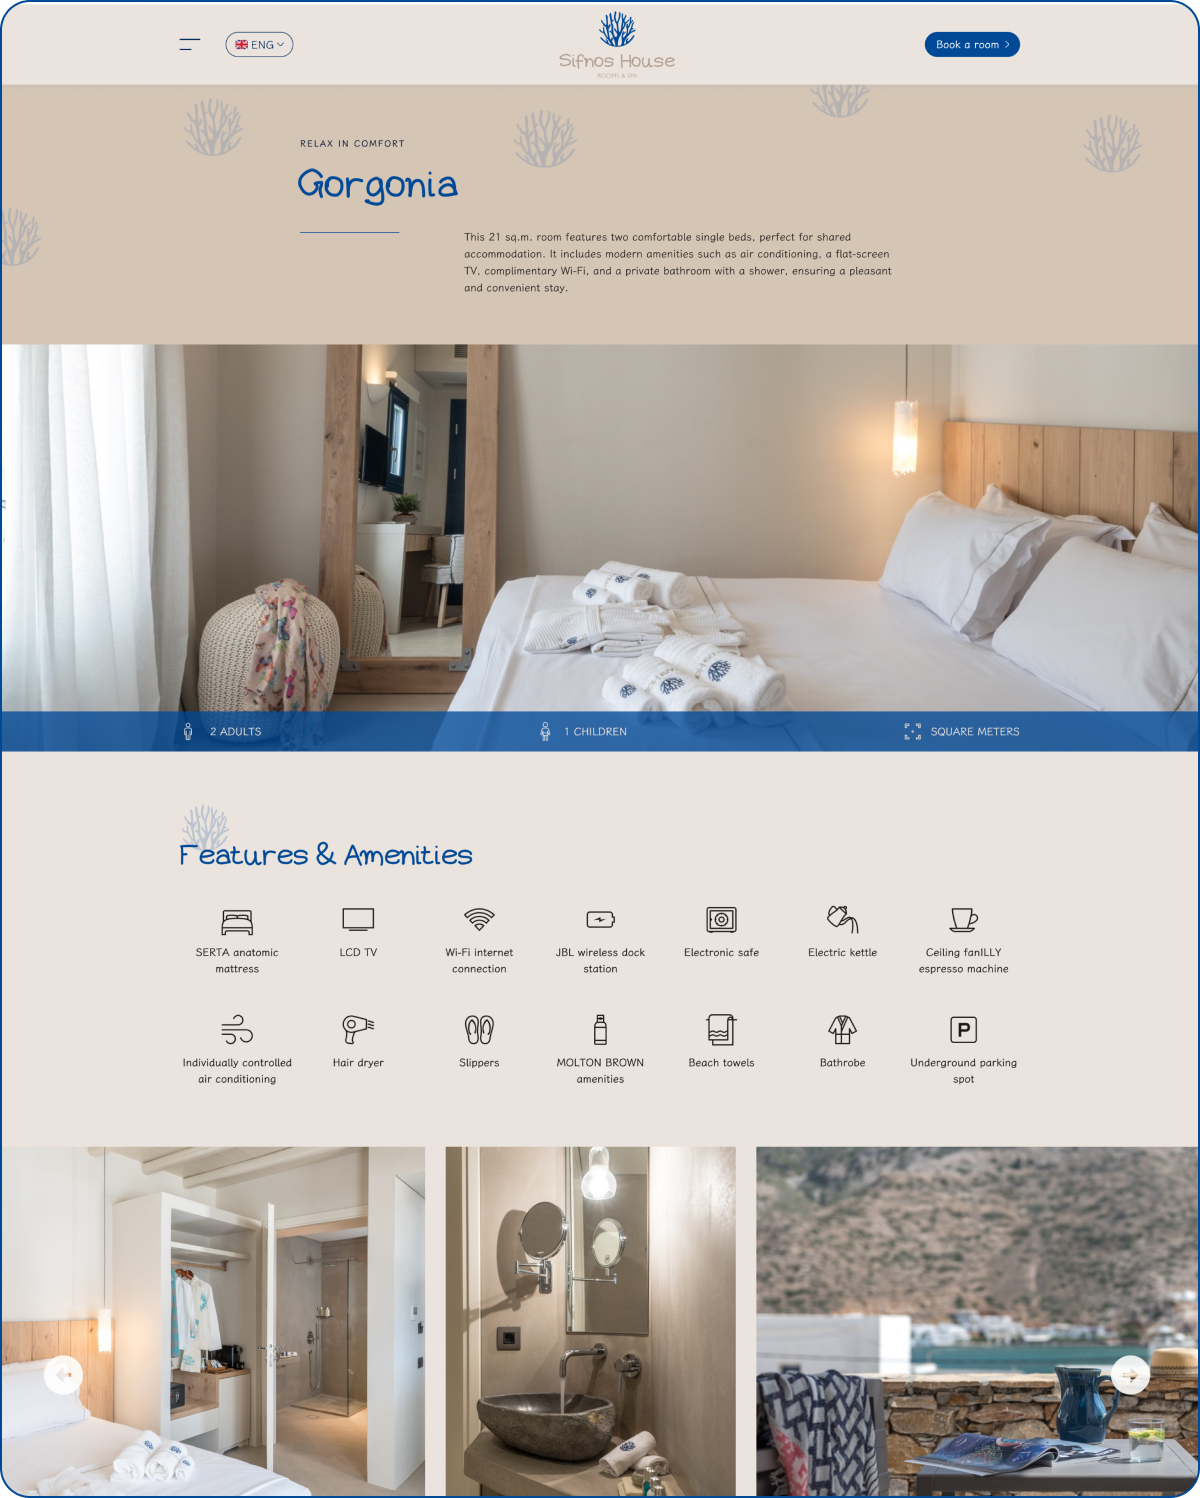 ENG
Sifnos House
ROOMS & SPA
Book a room
RELAX IN COMFORT
Gorgonia
This 21 sq.m. room features two comfortable single beds, perfect for shared
accommodation. It includes modern amenities such as air conditioning, a flat-screen
TV, complimentary Wi-Fi, and a private bathroom with a shower, ensuring a pleasant
and convenient stay.
2 ADULTS
1 CHILDREN
SQUARE METERS
Features & Amenities
SERTA anatomic
mattress
LCD TV
Wi-Fi internet
connection
JBL wireless dock
station
Electronic safe
Electric kettle
Ceiling fanILLY
espresso machine
Individually controlled
air conditioning
Hair dryer
Slippers
MOLTON BROWN
amenities
Beach towels
Bathrobe
Underground parking
spot
P